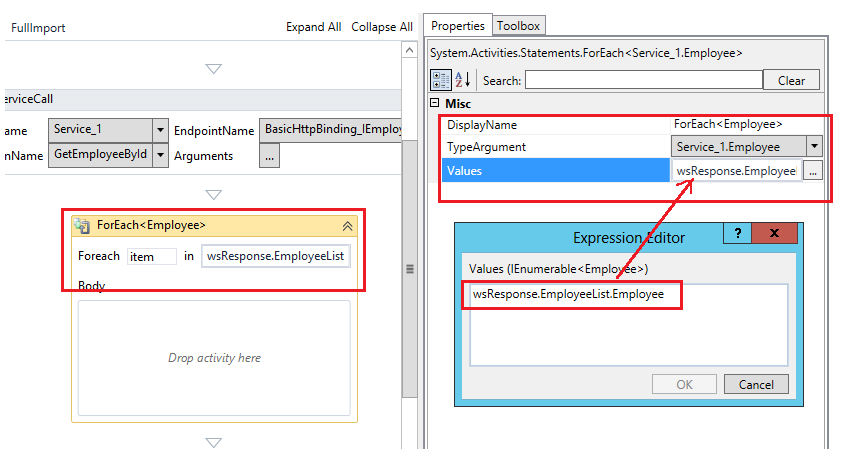 FullImport
Expand All Collapse All
erviceCall
ame Service_1 EndpointName BasicHttpBinding_IEmploy
nName GetEmployeeById Arguments ...
ForEach<Employee>
Foreach item in wsResponse.EmployeeList
Body
Drop activity here
Properties Toolbox
System.Activities.Statements.ForEach<Service_1.Employee>
A
Z
Search: Clear
Misc
DisplayName ForEach<Employee>
TypeArgument Service_1.Employee
Values wsResponse.Employee ...
Expression Editor ? x
Values (IEnumerable<Employee>)
wsResponse.EmployeeList.Employee
OK Cancel